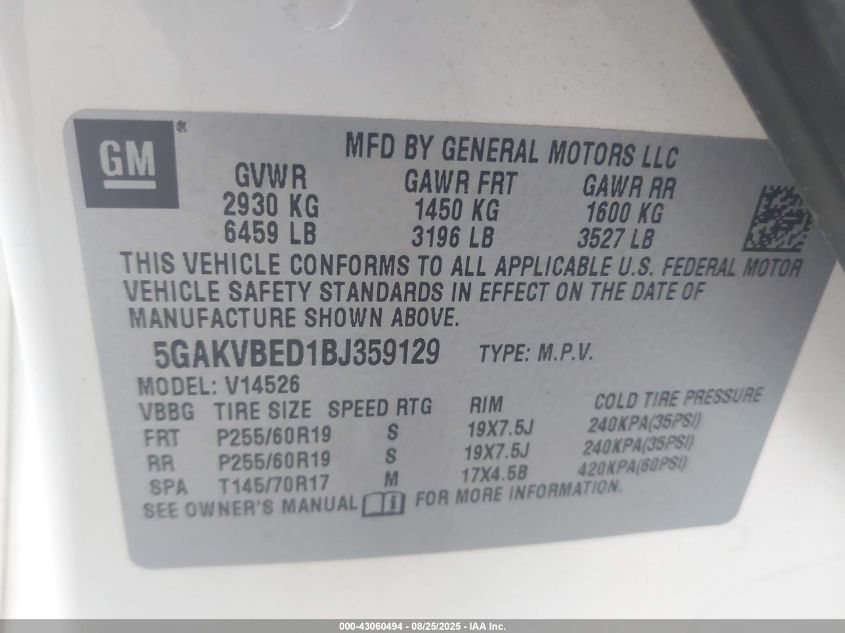 GM
MFD BY GENERAL MOTORS LLC
GVWR GAWR FRT GAWR RR
2930 KG 1450 KG 1600 KG
6459 LB 3196 LB 3527 LB
THIS VEHICLE CONFORMS TO ALL APPLICABLE U.S. FEDERAL MOTOR
VEHICLE SAFETY STANDARDS IN EFFECT ON THE DATE OF
MANUFACTURE SHOWN ABOVE.
5GAKVBED1BJ359129 TYPE: M.P.V.
MODEL: V14526
VBBG TIRE SIZE SPEED RTG RIM COLD TIRE PRESSURE
FRT P255/60R19 S 19X7.5J 240KPA(35PSI)
RR P255/60R19 S 19X7.5J 240KPA(35PSI)
SPA T145/70R17 M 17X4.5B 420KPA(60PSI)
SEE OWNER'S MANUAL i FOR MORE INFORMATION.
000-43060494 - 08/25/2025 - IAA Inc.